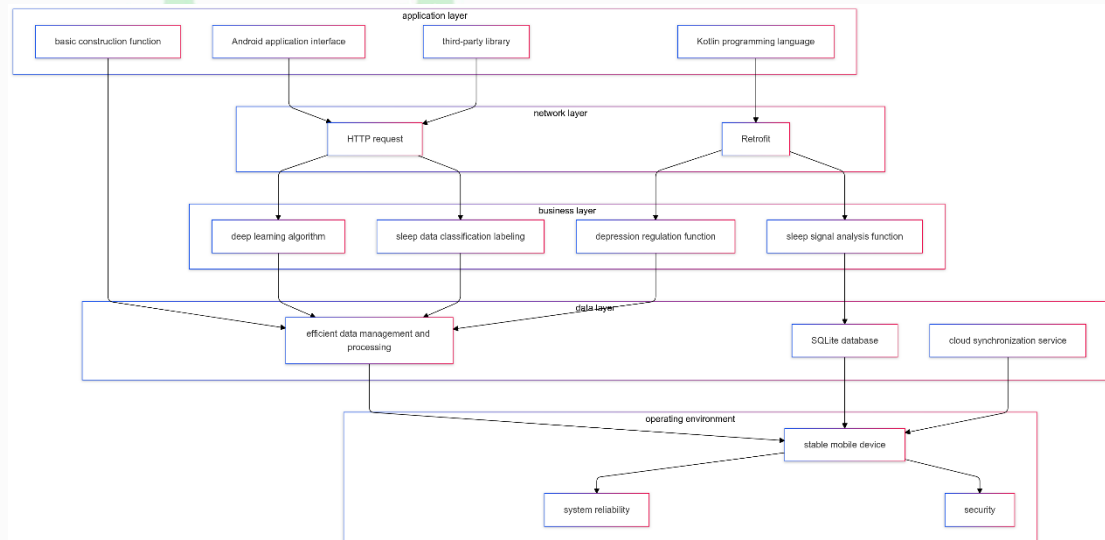 application layer
basic construction function
Android application interface
third-party library
Kotlin programming language
network layer
HTTP request
Retrofit
business layer
deep learning algorithm
sleep data classification labeling
depression regulation function
sleep signal analysis function
data layer
efficient data management and
processing
SQLite database
cloud synchronization service
operating environment
stable mobile device
system reliability
security